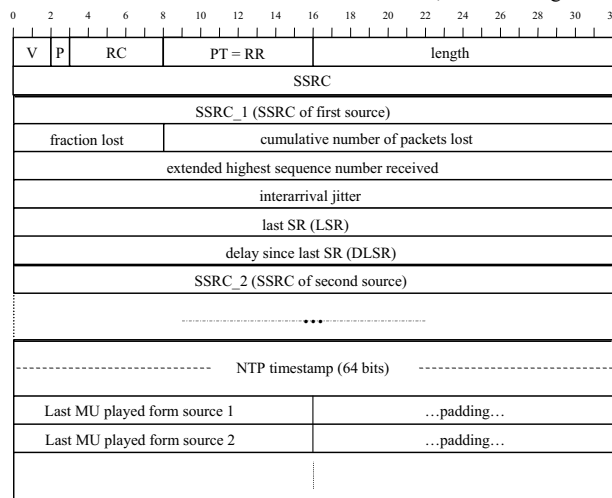 0 2 4 6 8 10 12 14 16 18 20 22 24 26 28 30
V P RC PT = RR length
SSRC
SSRC_1 (SSRC of first source)
fraction lost cumulative number of packets lost
extended highest sequence number received
interarrival jitter
last SR (LSR)
delay since last SR (DLSR)
SSRC_2 (SSRC of second source)
...
NTP timestamp (64 bits)
Last MU played form source 1 …padding…
Last MU played form source 2 …padding…